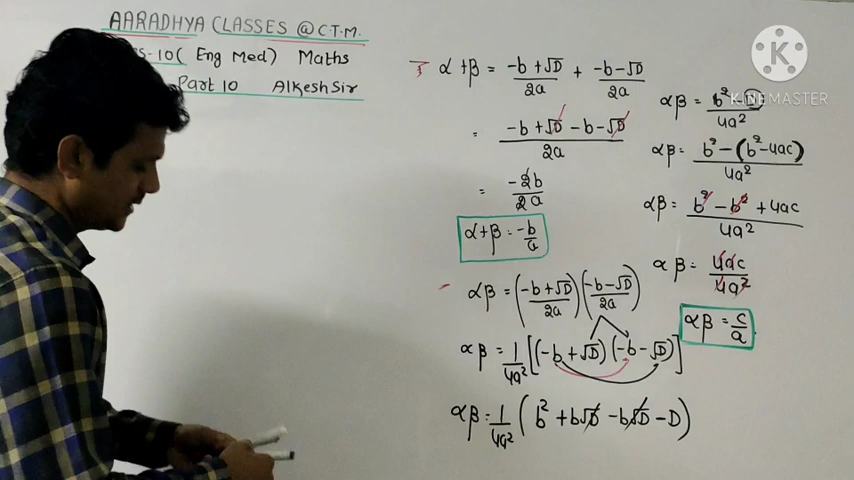 AARADHYA CLASSES @ C.T.M.
S-10 ( Eng Med ) Maths
Part 10 Alkesh Sir
α + β = -b + √D / 2a + -b - √D / 2a
= -b + √D - b - √D / 2a
= -2b / 2a
α + β = -b / a
αβ = (-b + √D / 2a) (-b - √D / 2a)
αβ = 1 / 4a² [(-b + √D) (-b - √D)]
αβ = 1 / 4a² (b² + b√D - b√D - D)
αβ = b² - D / 4a²
KINEMASTER
αβ = b² - (b² - 4ac) / 4a²
αβ = b² - b² + 4ac / 4a²
αβ = 4ac / 4a²
αβ = c / a